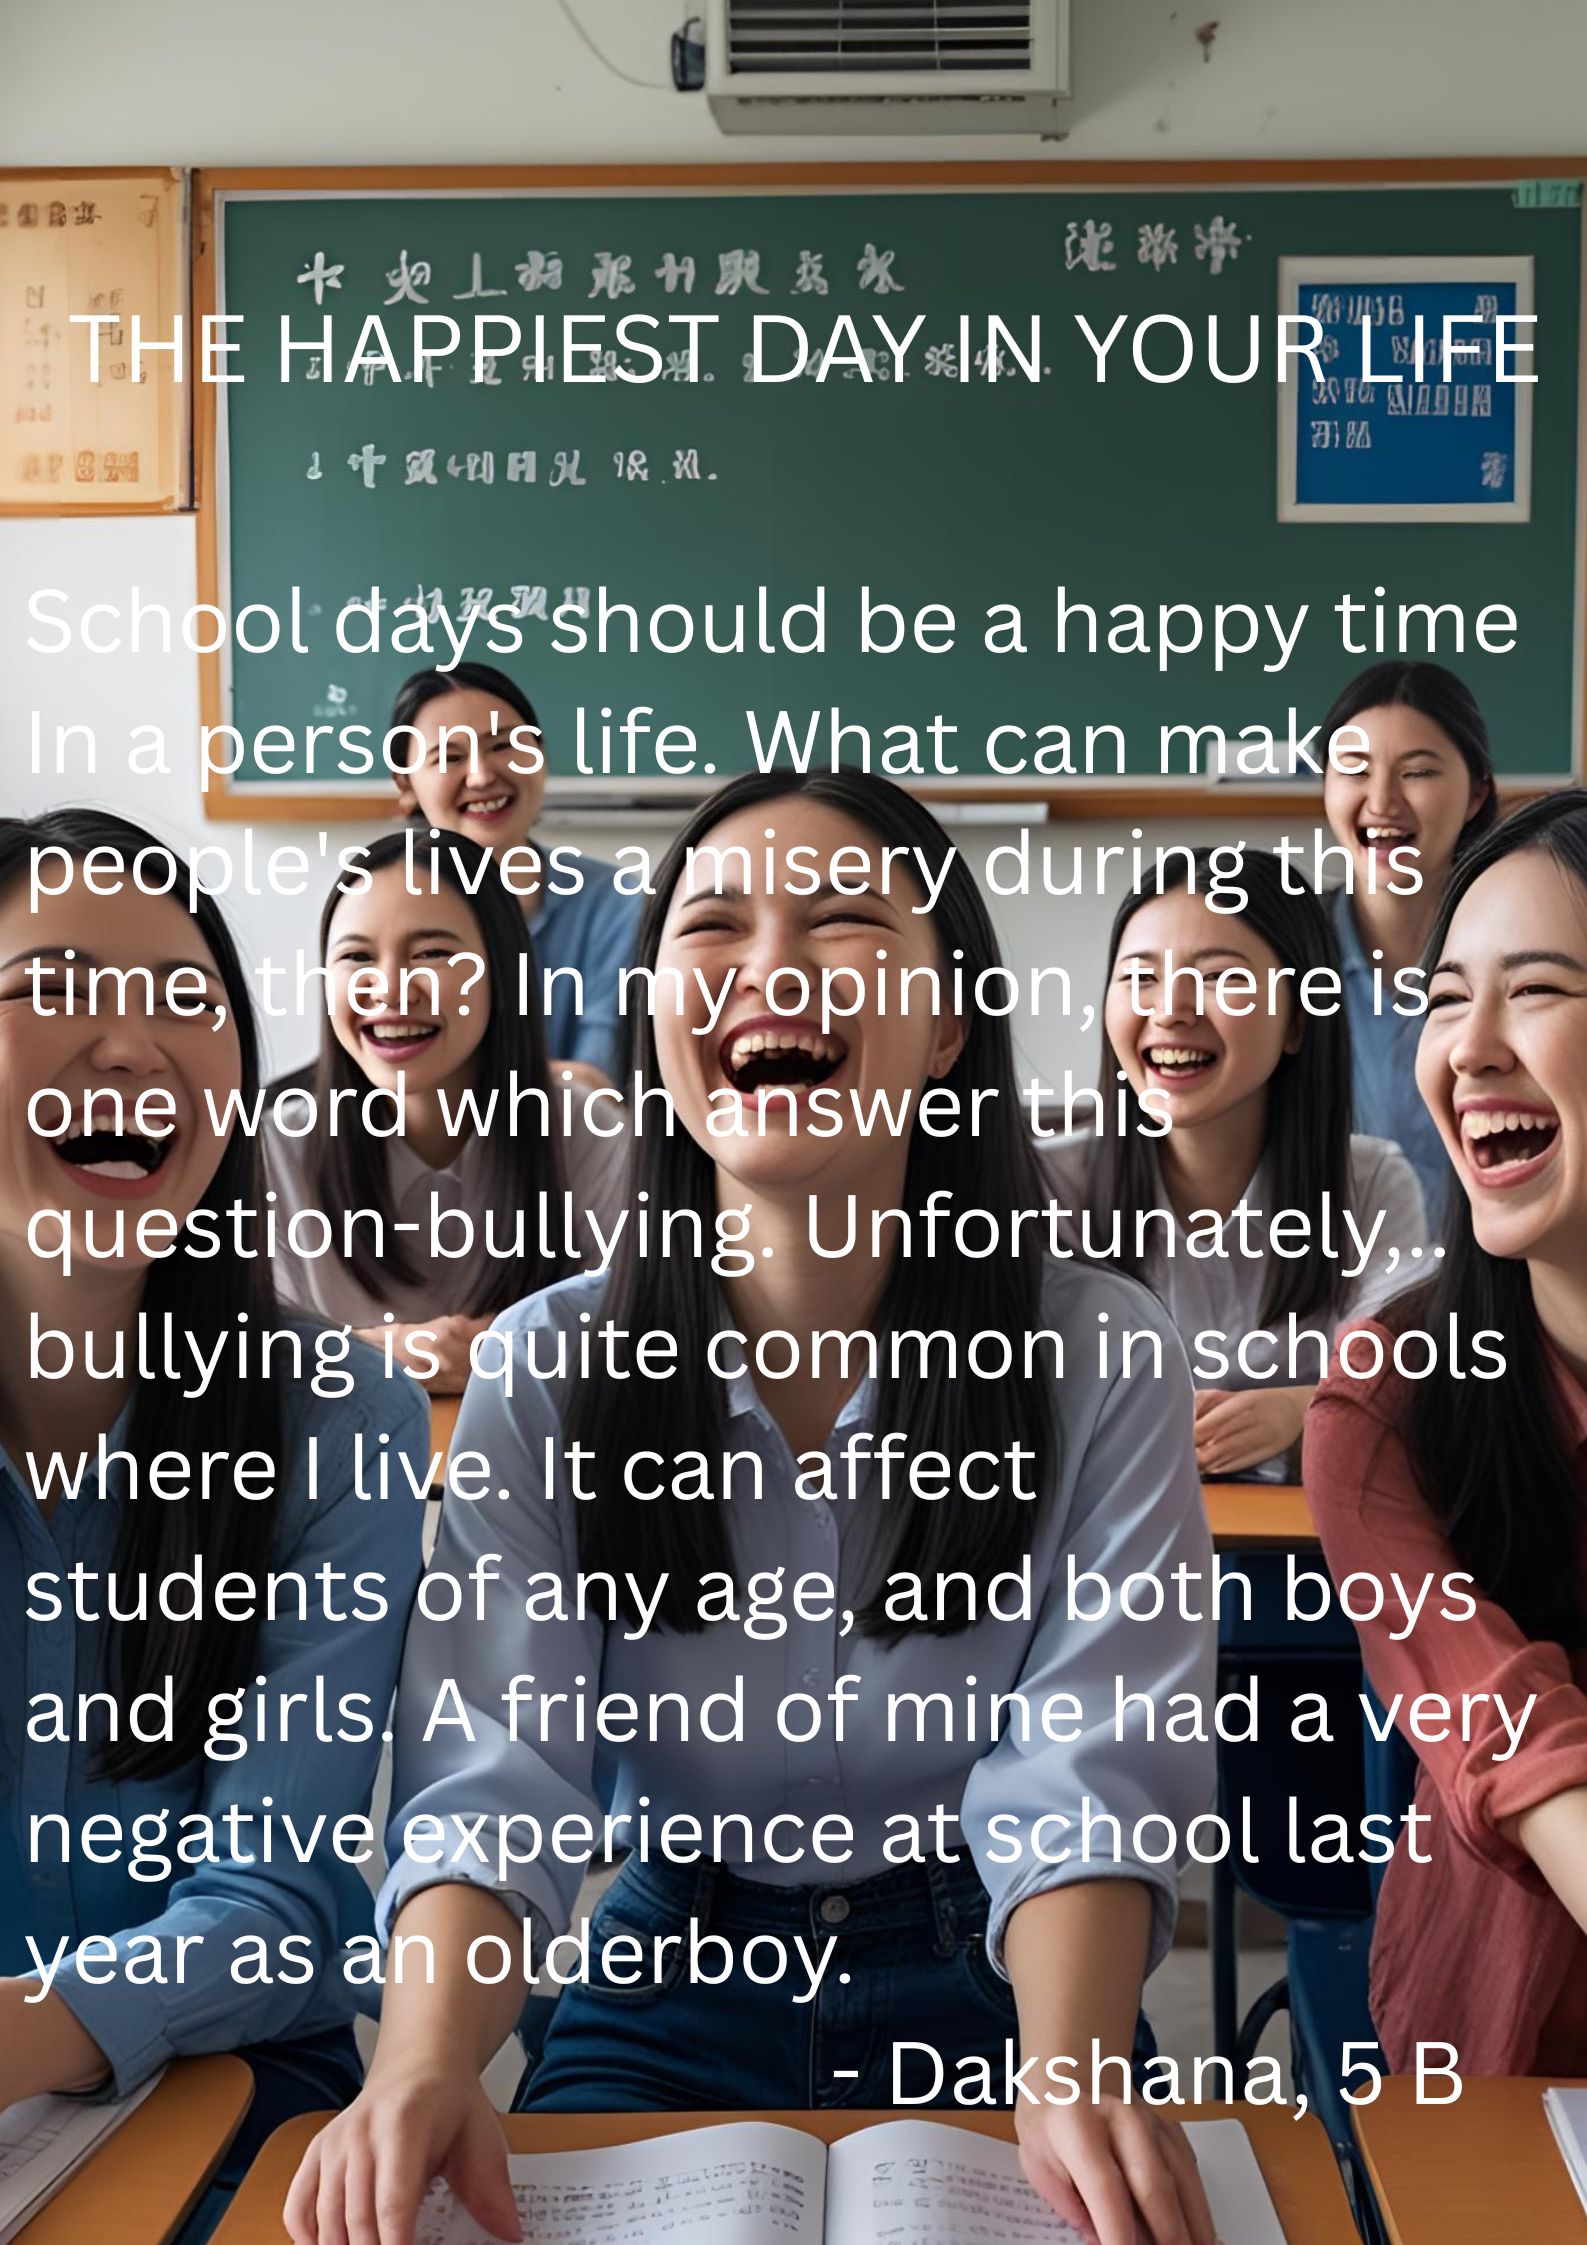 THE HAPPIEST DAY IN YOUR LIFE
School days should be a happy time
In a person's life. What can make
people's lives a misery during this
time, then? In my opinion, there is
one word which answer this
question-bullying. Unfortunately,..
bullying is quite common in schools
where I live. It can affect
students of any age, and both boys
and girls. A friend of mine had a very
negative experience at school last
year as an olderboy.
- Dakshana, 5 B